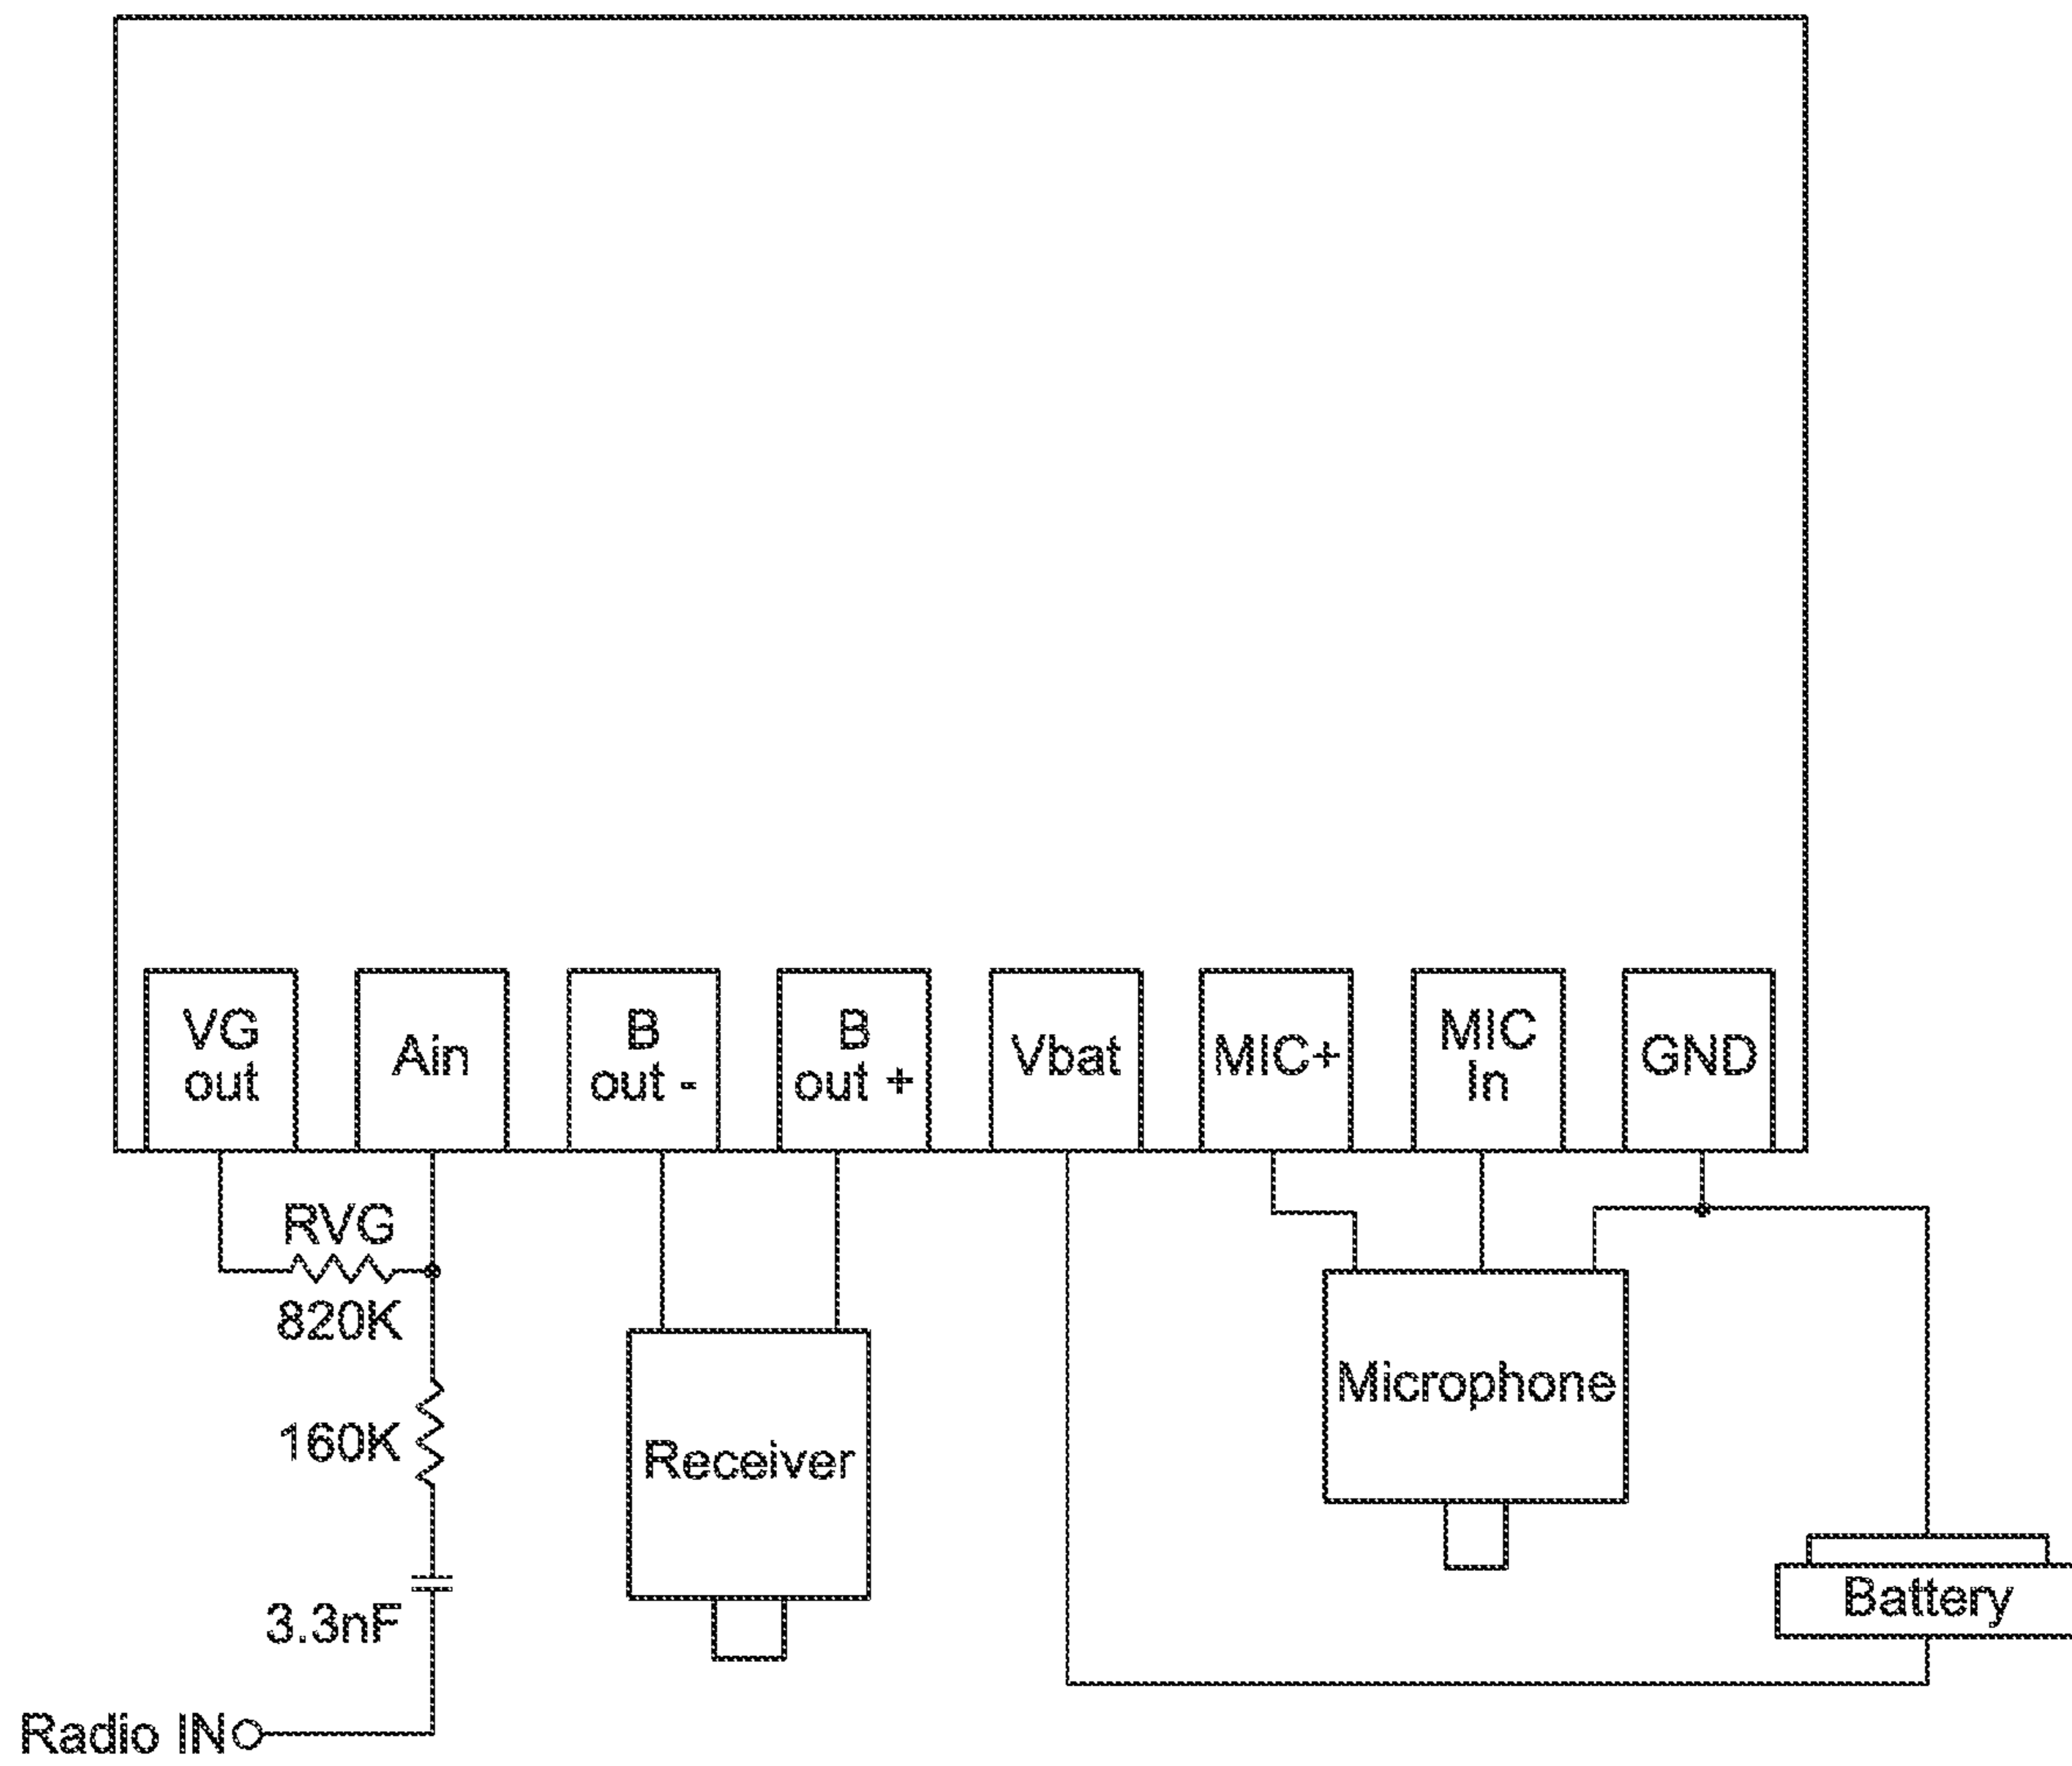 VG
out
Ain
B
out -
B
out +
Vbat
MIC+
MIC
In
GND
RVG
820K
160K
3.3nF
Radio IN
Receiver
Microphone
Battery